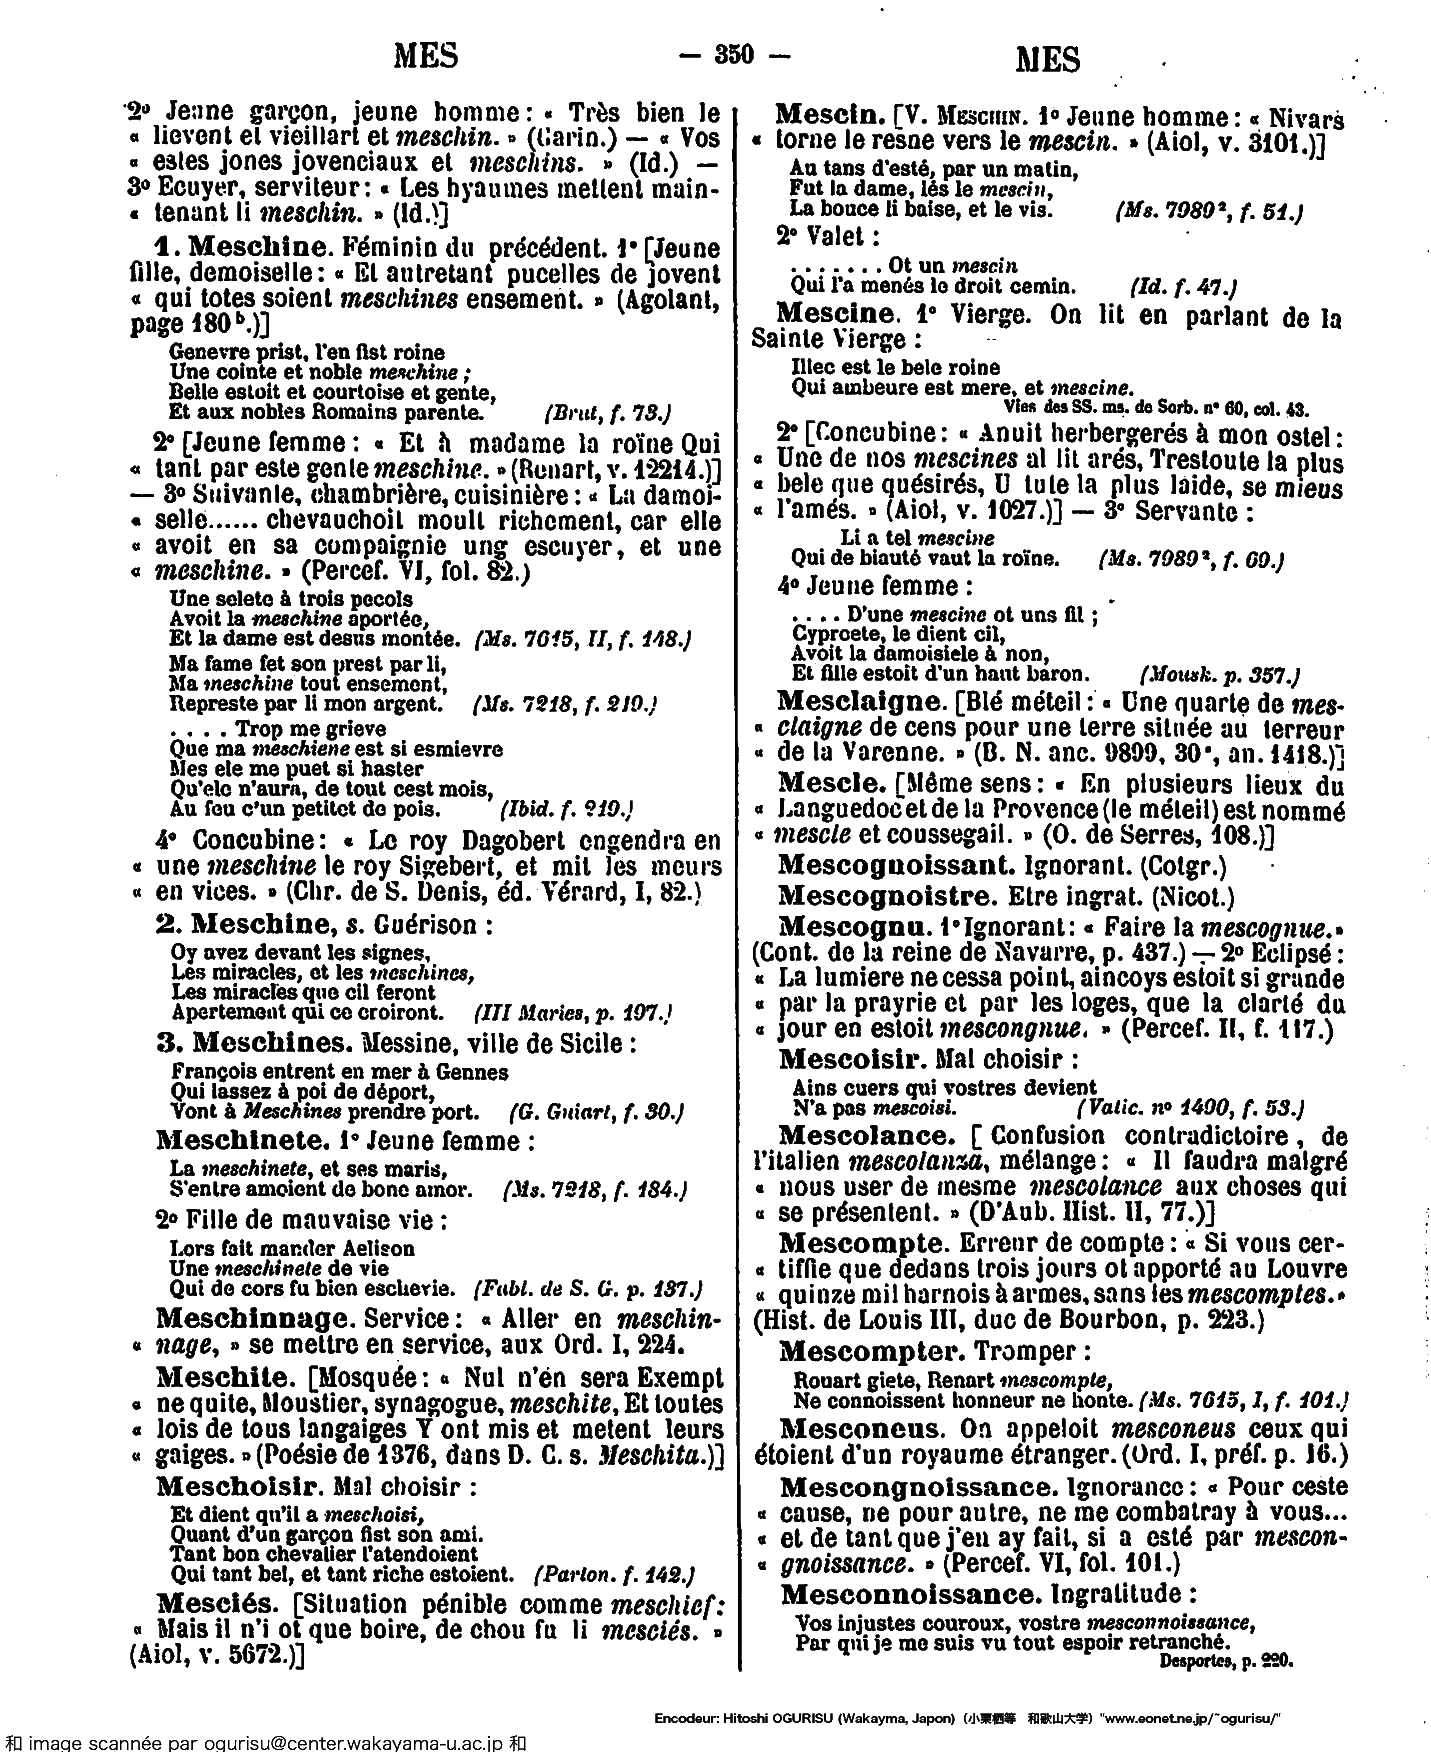 MES
— 350 —
MES
2º Jeune garçon, jeune homme : « Très bien le
« lievent et vieillart et meschin. » (Garin.) — « Vos
« estes jones jovenciaux et meschins. » (Id.) —
3º Ecuyer, serviteur : « Les hyaumes mettent main-
« tenant li meschin. » (Id.)]
1. Meschine. Féminin du précédent. 1º [Jeune
fille, demoiselle : « Et autretant pucelles de jovent
« qui totes soient meschines ensement. » (Agolant,
page 180 b.)]
Genevre prist, l'en fist roine
Une cointe et noble meschine ;
Belle estoit et courtoise et gente,
Et aux nobles Romains parente. (Brut, f. 73.)
2º [Jeune femme : « Et à madame la roïne Qui
« tant par este gente meschine. » (Renart, v. 12214.)]
— 3º Suivante, chambrière, cuisinière : « La damoi-
« selle...... chevauchoit moult richement, car elle
« avoit en sa compaignie ung escuyer, et une
« meschine. » (Percef. VI, fol. 82.)
Une selete à trois pecols
Avoit la meschine aportée,
Et la dame est desus montée. (Ms. 7615, II, f. 148.)
Ma fame fet son prest par li,
Ma meschine tout ensement,
Represte par li mon argent. (Ms. 7218, f. 219.)
. . . . Trop me grieve
Que ma meschiene est si esmievre
Mes ele me puet si haster
Qu'ele n'aura, de tout cest mois,
Au feu c'un petitet de pois. (Ibid. f. 219.)
4º Concubine : « Le roy Dagobert engendra en
« une meschine le roy Sigebert, et mit les meurs
« en vices. » (Chr. de S. Denis, éd. Vérard, I, 82.)
2. Meschine, s. Guérison :
Oy avez devant les signes,
Les miracles, et les meschines,
Les miracles que cil feront
Apertement qui ce croiront. (III Maries, p. 197.)
3. Meschines. Messine, ville de Sicile :
François entrent en mer à Gennes
Qui lassez à poi de déport,
Vont à Meschines prendre port. (G. Guiart, f. 30.)
Meschinete. 1º Jeune femme :
La meschinete, et ses maris,
S'entre amoient de bone amor. (Ms. 7218, f. 184.)
2º Fille de mauvaise vie :
Lors fait mander Aelison
Une meschinete de vie
Qui de cors fu bien eschevie. (Fabl. de S. G. p. 137.)
Meschinnage. Service : « Aller en meschin-
« nage, » se mettre en service, aux Ord. I, 224.
Meschite. [Mosquée : « Nul n'en sera Exempt
« ne quite, Moustier, synagogue, meschite, Et toutes
« lois de tous langaiges Y ont mis et metent leurs
« gaiges. » (Poésie de 1376, dans D. C. s. Meschita.)]
Meschoisir. Mal choisir :
Et dient qu'il a meschoisi,
Quant d'un garçon fist son ami.
Tant bon chevalier l'atendoient
Qui tant bel, et tant riche estoient. (Parton. f. 142.)
Mesciés. [Situation pénible comme meschief :
« Mais il n'i ot que boire, de chou fu li mesciés. »
(Aiol, v. 5672.)]
Mescin. [V. MESCHIN. 1º Jeune homme : « Nivars
« torne le resne vers le mescin. » (Aiol, v. 3101.)]
Au tans d'esté, par un matin,
Fut la dame, lés le mescin,
La bouce li baise, et le vis. (Ms. 7989², f. 51.)
2º Valet :
. . . . . . . Ot un mescin
Qui l'a menés le droit cemin. (Id. f. 47.)
Mescine. 1º Vierge. On lit en parlant de la
Sainte Vierge :
Illec est le bele roine
Qui ambeure est mere, et mescine.
Vies des SS. ms. de Sorb. nº 60, col. 43.
2º [Concubine : « Anuit herbergerés à mon ostel :
« Une de nos mescines al lit arés, Trestoute la plus
« bele que quésirés, U tute la plus laide, se mieus
« l'amés. » (Aiol, v. 1027.)] — 3º Servante :
Li a tel mescine
Qui de biauté vaut la roïne. (Ms. 7989², f. 69.)
4º Jeune femme :
. . . . D'une mescine ot uns fil ;
Cyprcete, le dient cil,
Avoit la damoisiele à non,
Et fille estoit d'un haut baron. (Mousk. p. 357.)
Mesclaigne. [Blé méteil : « Une quarte de mes-
« claigne de cens pour une terre située au terreur
« de la Varenne. » (B. N. anc. 9899, 30ª, an. 1418.)]
Mescle. [Même sens : « En plusieurs lieux du
« Languedoc et de la Provence (le méteil) est nommé
« mescle et coussegail. » (O. de Serres, 108.)]
Mescognoissant. Ignorant. (Cotgr.)
Mescognoistre. Etre ingrat. (Nicot.)
Mescognu. 1º Ignorant : « Faire la mescognue. »
(Cont. de la reine de Navarre, p. 437.) — 2º Eclipsé :
« La lumiere ne cessa point, aincoys estoit si grande
« par la prayrie et par les loges, que la clarté du
« jour en estoit mescongnue. » (Percef. II, f. 117.)
Mescoisir. Mal choisir :
Ains cuers qui vostres devient
N'a pas mescoisi. (Vatic. nº 1490, f. 53.)
Mescolance. [Confusion contradictoire, de
l'italien mescolanza, mélange : « Il faudra malgré
« nous user de mesme mescolance aux choses qui
« se présentent. » (D'Aub. Hist. II, 77.)]
Mescompte. Erreur de compte : « Si vous cer-
« tiffie que dedans trois jours ot apporté au Louvre
« quinze mil harnois à armes, sans les mescomptes. »
(Hist. de Louis III, duc de Bourbon, p. 223.)
Mescompter. Tromper :
Rouart giete, Renart mescompte,
Ne connoissent honneur ne honte. (Ms. 7615, I, f. 101.)
Mesconeus. On appeloit mesconeus ceux qui
étoient d'un royaume étranger. (Ord. I, préf. p. 16.)
Mescongnoissance. Ignorance : « Pour ceste
« cause, ne pour autre, ne me combatray à vous...
« et de tant que j'en ay fait, si a esté par mescon-
« gnoissance. » (Percef. VI, fol. 101.)
Mesconnoissance. Ingratitude :
Vos injustes couroux, vostre mesconnoissance,
Par qui je me suis vu tout espoir retranché.
Desportes, p. 220.
Encodeur: Hitoshi OGURISU (Wakayma, Japon) (小栗栖等 和歌山大学) "www.eonet.ne.jp/~ogurisu/"
和 image scannée par ogurisu@center.wakayama-u.ac.jp 和